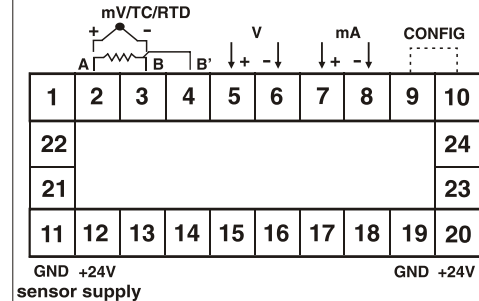 mV/TC/RTD
+ − V mA CONFIG
A B B' + − + −
1 2 3 4 5 6 7 8 9 10
22 24
21 23
11 12 13 14 15 16 17 18 19 20
GND +24V GND +24V
sensor supply